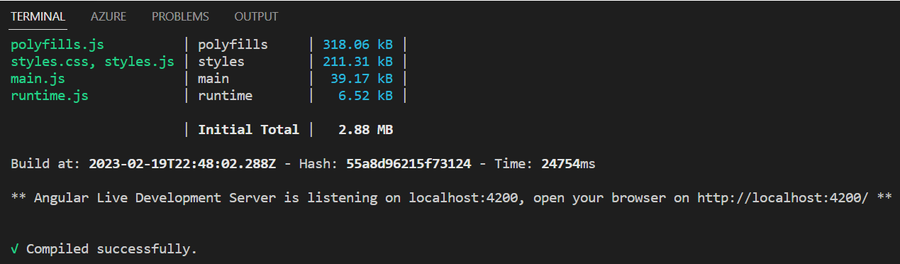 TERMINAL AZURE PROBLEMS OUTPUT
polyfills.js | polyfills | 318.06 kB |
styles.css, styles.js | styles | 211.31 kB |
main.js | main | 39.17 kB |
runtime.js | runtime | 6.52 kB |
| Initial Total | 2.88 MB
Build at: 2023-02-19T22:48:02.288Z - Hash: 55a8d96215f73124 - Time: 24754ms
** Angular Live Development Server is listening on localhost:4200, open your browser on http://localhost:4200/ **
√ Compiled successfully.